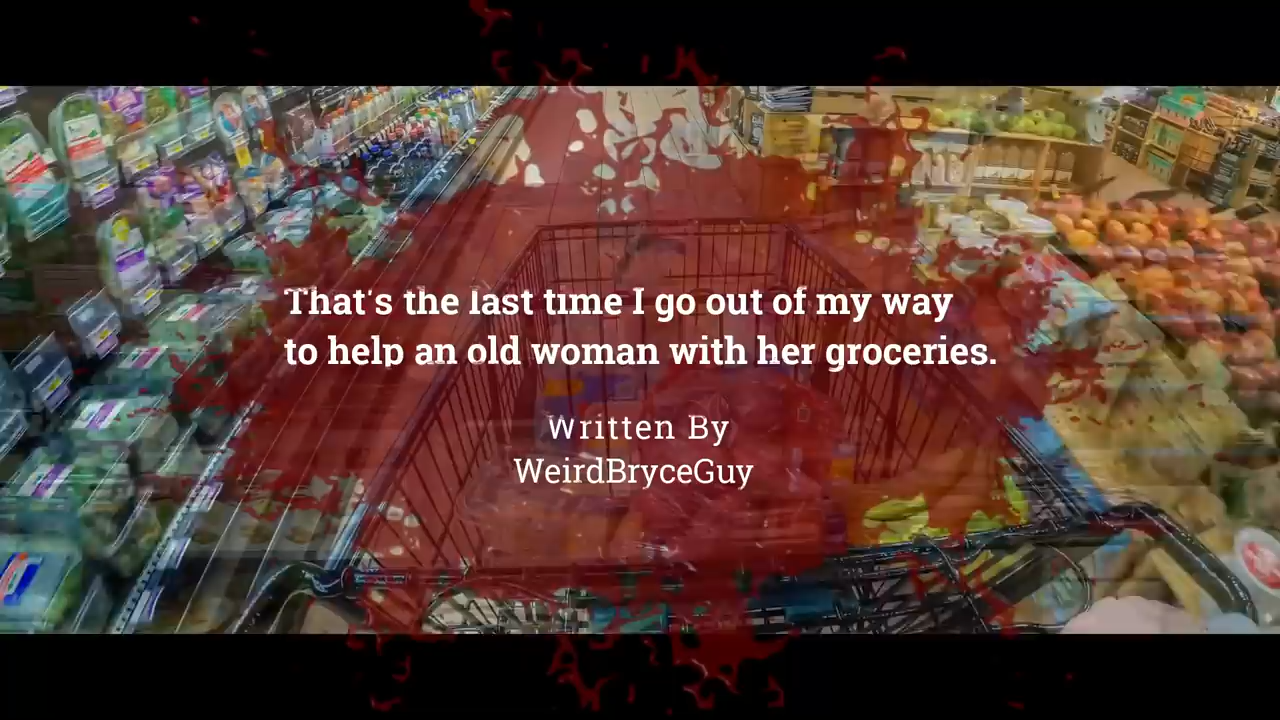 That's the last time I go out of my way
to help an old woman with her groceries.
Written By
WeirdBryceGuy